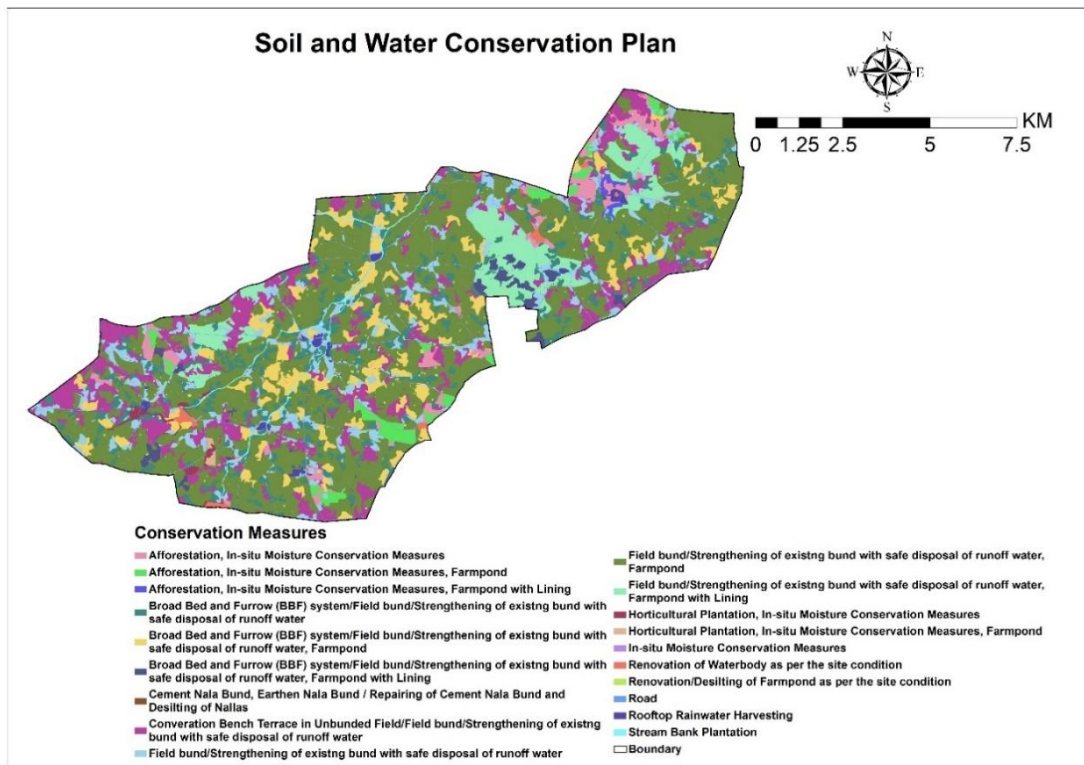 Soil and Water Conservation Plan
N
W E
S
KM
0 1.25 2.5 5 7.5
Conservation Measures
Afforestation, In-situ Moisture Conservation Measures
Afforestation, In-situ Moisture Conservation Measures, Farmpond
Afforestation, In-situ Moisture Conservation Measures, Farmpond with Lining
Broad Bed and Furrow (BBF) system/Field bund/Strengthening of existng bund with
safe disposal of runoff water
Broad Bed and Furrow (BBF) system/Field bund/Strengthening of existng bund with
safe disposal of runoff water, Farmpond
Broad Bed and Furrow (BBF) system/Field bund/Strengthening of existng bund with
safe disposal of runoff water, Farmpond with Lining
Cement Nala Bund, Earthen Nala Bund / Repairing of Cement Nala Bund and
Desilting of Nallas
Converation Bench Terrace in Unbunded Field/Field bund/Strengthening of existng
bund with safe disposal of runoff water
Field bund/Strengthening of existng bund with safe disposal of runoff water
Field bund/Strengthening of existng bund with safe disposal of runoff water,
Farmpond
Field bund/Strengthening of existng bund with safe disposal of runoff water,
Farmpond with Lining
Horticultural Plantation, In-situ Moisture Conservation Measures
Horticultural Plantation, In-situ Moisture Conservation Measures, Farmpond
In-situ Moisture Conservation Measures
Renovation of Waterbody as per the site condition
Renovation/Desilting of Farmpond as per the site condition
Road
Rooftop Rainwater Harvesting
Stream Bank Plantation
Boundary